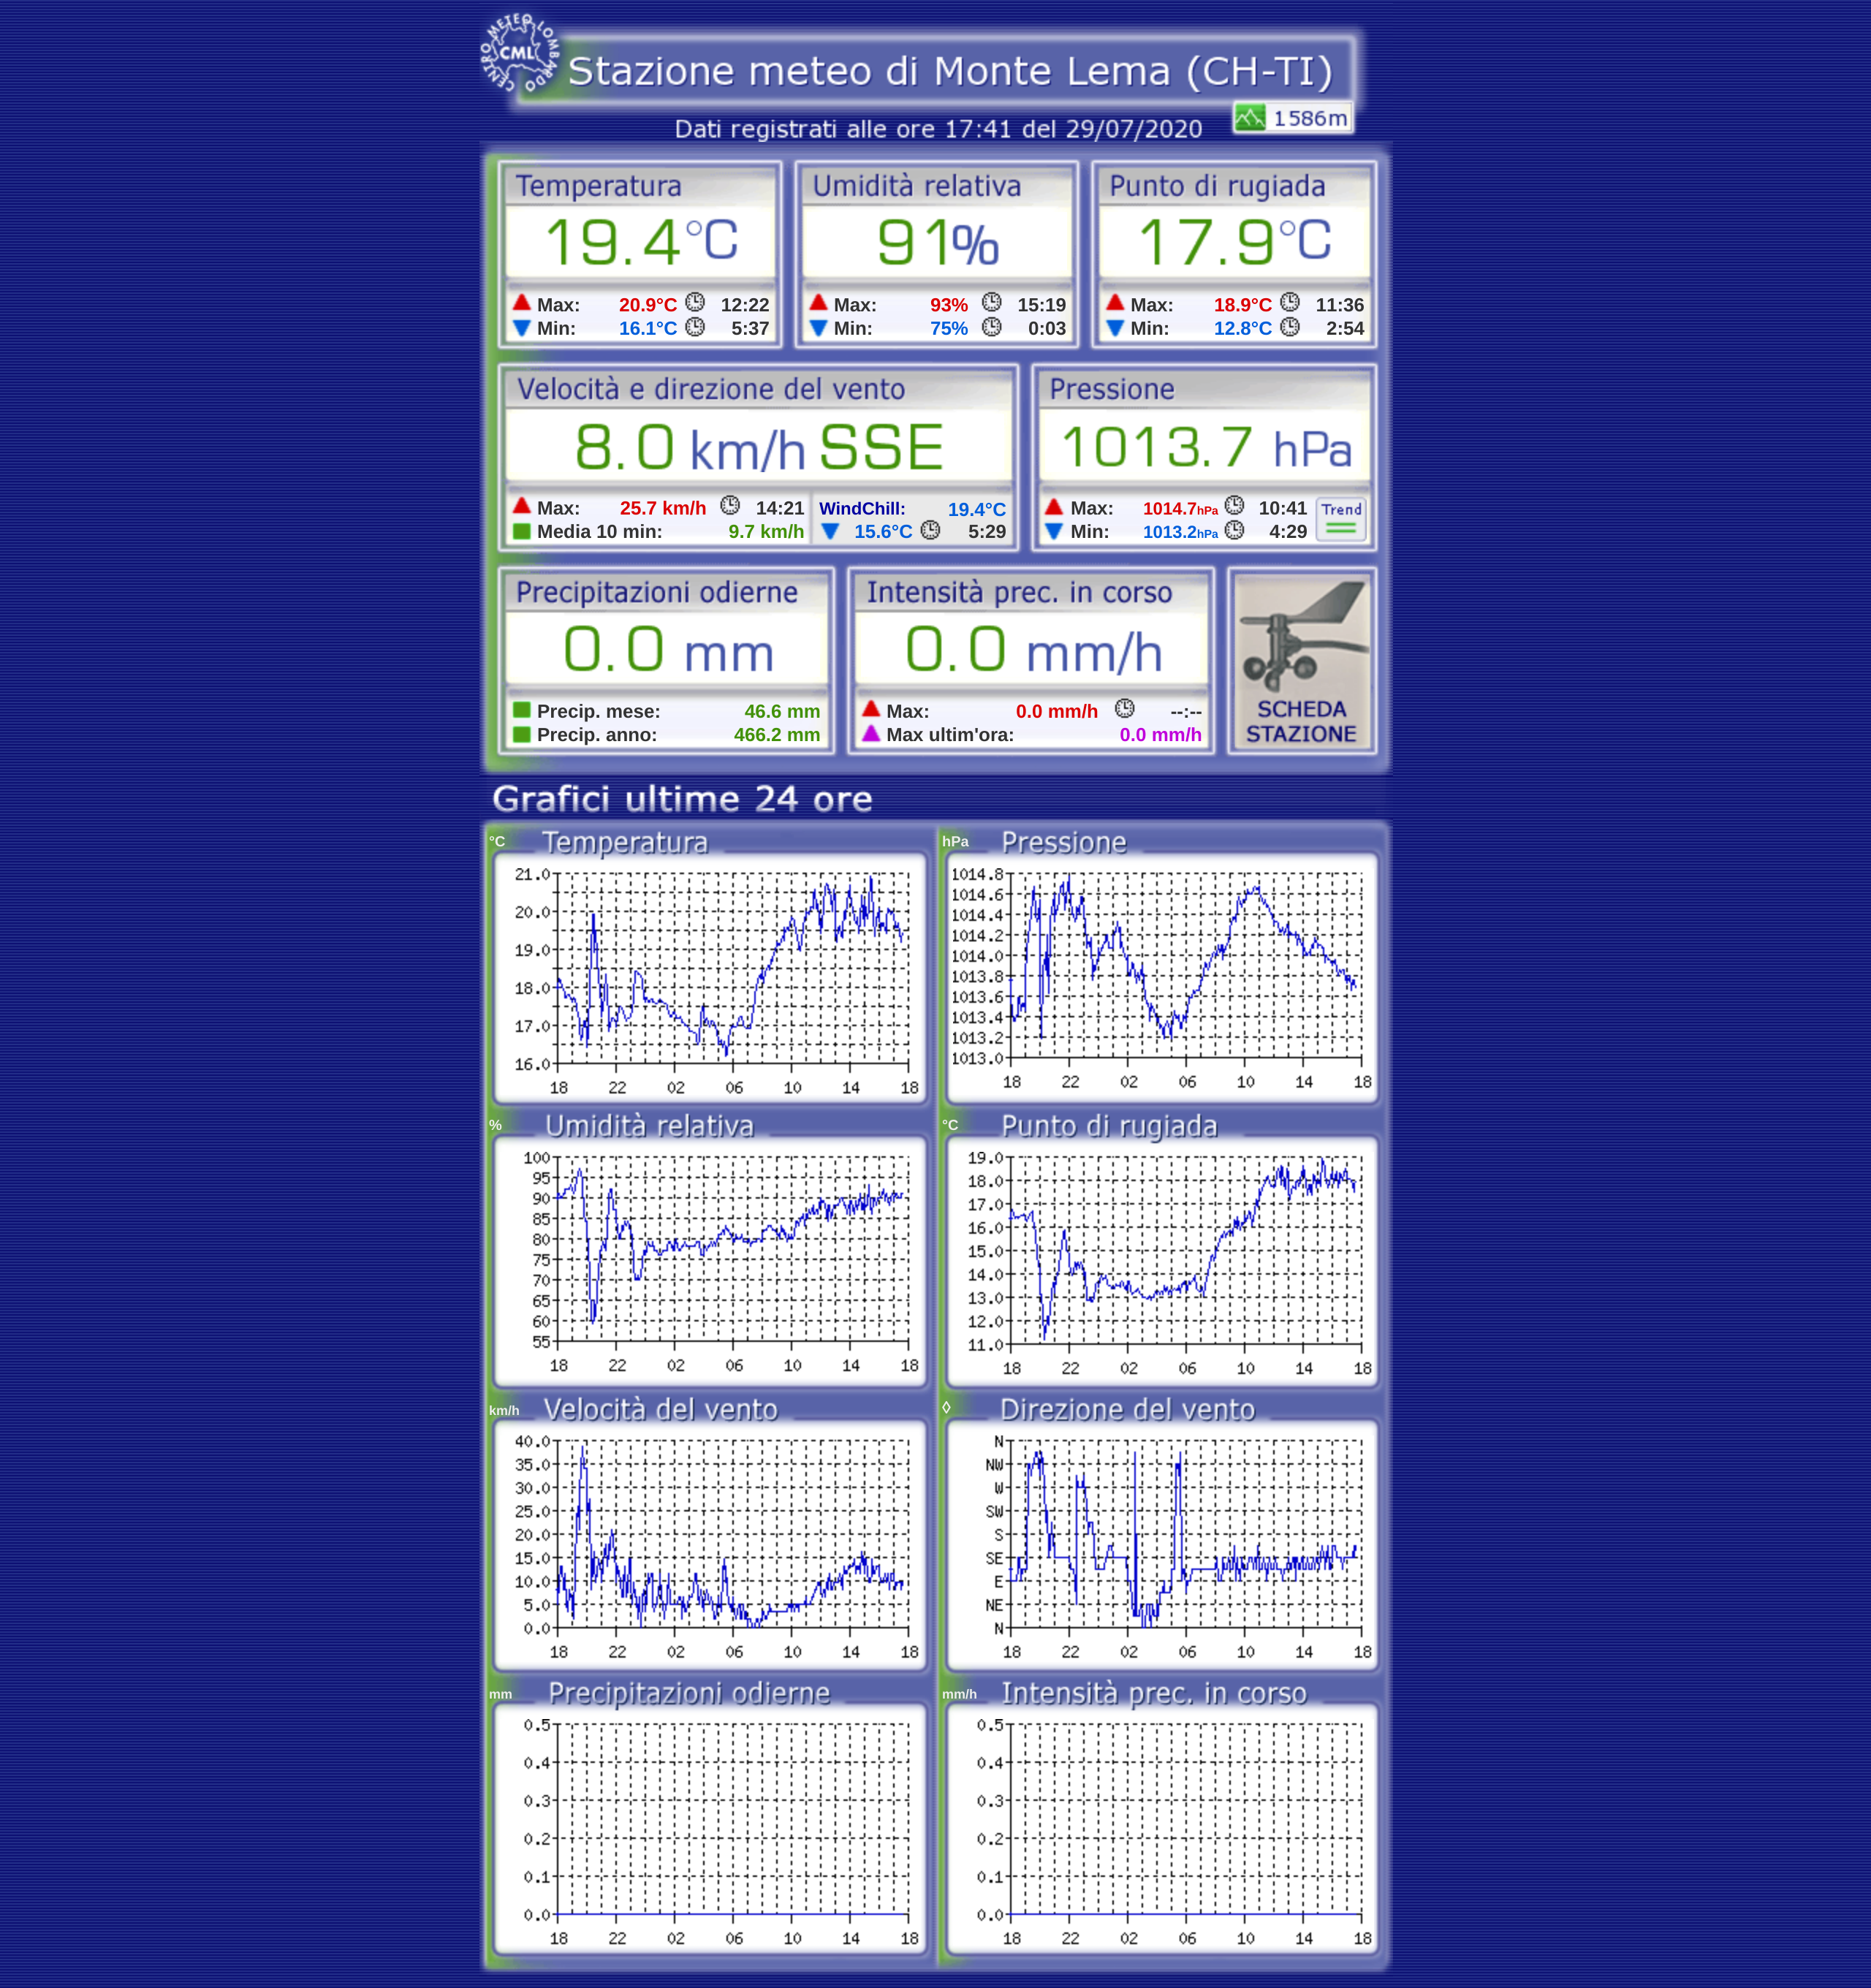 CENTRO METEO LOMBARDO
CML
Stazione meteo di Monte Lema (CH-TI)
1586m
Dati registrati alle ore 17:41 del 29/07/2020
Temperatura Umidità relativa Punto di rugiada
19.4°C 91% 17.9°C
Max: 20.9°C 12:22 Max: 93% 15:19 Max: 18.9°C 11:36
Min: 16.1°C 5:37 Min: 75% 0:03 Min: 12.8°C 2:54
Velocità e direzione del vento Pressione
8.0 km/h SSE 1013.7 hPa
Max: 25.7 km/h 14:21 WindChill: 19.4°C Max: 1014.7hPa 10:41 Trend
Media 10 min: 9.7 km/h 15.6°C 5:29 Min: 1013.2hPa 4:29
Precipitazioni odierne Intensità prec. in corso
0.0 mm 0.0 mm/h
Precip. mese: 46.6 mm Max: 0.0 mm/h --:-- SCHEDA
Precip. anno: 466.2 mm Max ultim'ora: 0.0 mm/h STAZIONE
Grafici ultime 24 ore
°C Temperatura
21.0
20.0
19.0
18.0
17.0
16.0
18 22 02 06 10 14 18
hPa Pressione
1014.8
1014.6
1014.4
1014.2
1014.0
1013.8
1013.6
1013.4
1013.2
1013.0
18 22 02 06 10 14 18
% Umidità relativa
100
95
90
85
80
75
70
65
60
55
18 22 02 06 10 14 18
°C Punto di rugiada
19.0
18.0
17.0
16.0
15.0
14.0
13.0
12.0
11.0
18 22 02 06 10 14 18
km/h Velocità del vento
40.0
35.0
30.0
25.0
20.0
15.0
10.0
5.0
0.0
18 22 02 06 10 14 18
◊ Direzione del vento
N
NW
W
SW
S
SE
E
NE
N
18 22 02 06 10 14 18
mm Precipitazioni odierne
0.5
0.4
0.3
0.2
0.1
0.0
18 22 02 06 10 14 18
mm/h Intensità prec. in corso
0.5
0.4
0.3
0.2
0.1
0.0
18 22 02 06 10 14 18